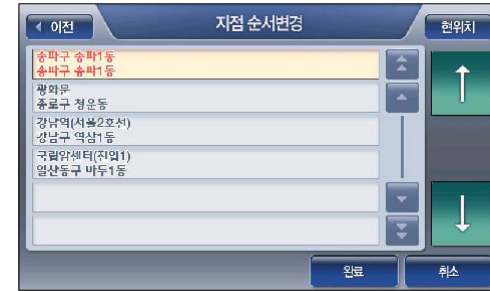 이전
지점 순서변경
현위치
송파구 송파1동
송파구 송파1동
광화문
종로구 청운동
강남역(서울2호선)
강남구 역삼1동
국립암센터(진입1)
일산동구 마두1동
완료
취소